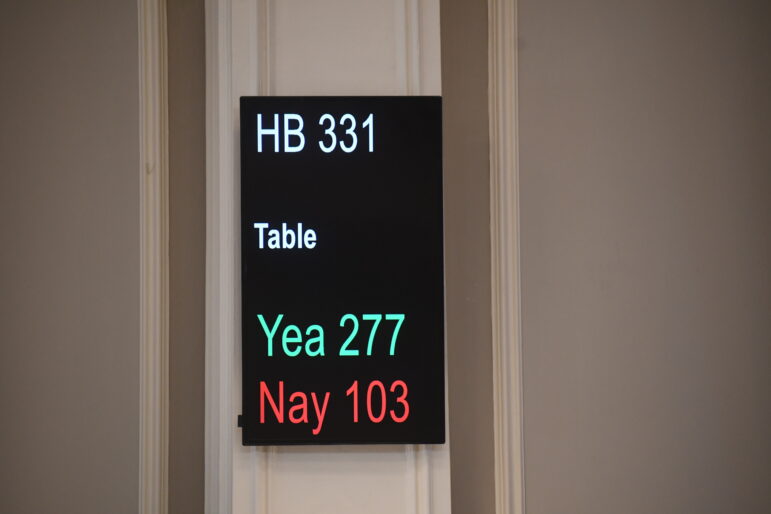 HB 331
Table
Yea 277
Nay 103